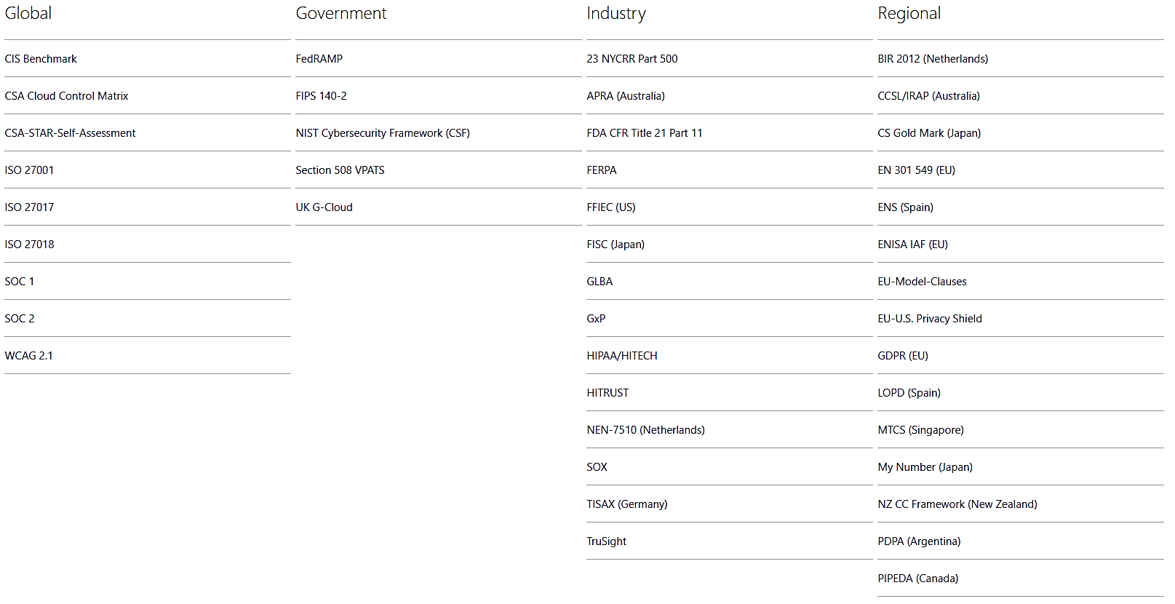 Global
CIS Benchmark
CSA Cloud Control Matrix
CSA-STAR-Self-Assessment
ISO 27001
ISO 27017
ISO 27018
SOC 1
SOC 2
WCAG 2.1
Government
FedRAMP
FIPS 140-2
NIST Cybersecurity Framework (CSF)
Section 508 VPATS
UK G-Cloud
Industry
23 NYCRR Part 500
APRA (Australia)
FDA CFR Title 21 Part 11
FERPA
FFIEC (US)
FISC (Japan)
GLBA
GxP
HIPAA/HITECH
HITRUST
NEN-7510 (Netherlands)
SOX
TISAX (Germany)
TruSight
Regional
BIR 2012 (Netherlands)
CCSL/IRAP (Australia)
CS Gold Mark (Japan)
EN 301 549 (EU)
ENS (Spain)
ENISA IAF (EU)
EU-Model-Clauses
EU-U.S. Privacy Shield
GDPR (EU)
LOPD (Spain)
MTCS (Singapore)
My Number (Japan)
NZ CC Framework (New Zealand)
PDPA (Argentina)
PIPEDA (Canada)